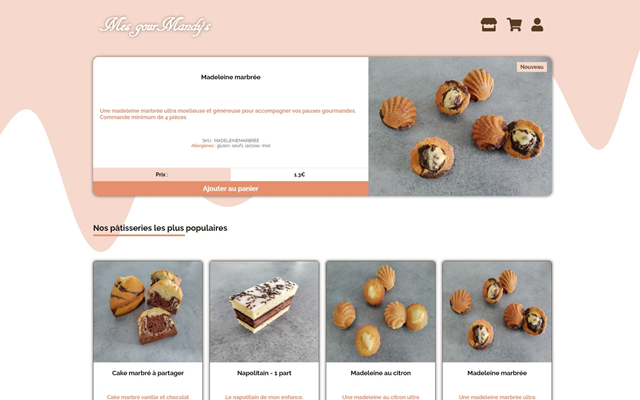 Mes gourMandy's
Nouveau
Madeleine marbrée
Une madeleine marbrée ultra moelleuse et généreuse pour accompagner vos pauses gourmandes.
Commande minimum de 4 pièces
SKU : MADELEINEMARBRÉE
Allergenes : gluten, oeufs, lactose, miel
Prix :
1.3€
Ajouter au panier
Nos pâtisseries les plus populaires
Cake marbré à partager
Napolitain - 1 part
Madeleine au citron
Madeleine marbrée
Cake marbré vanille et chocolat
Le napolitain de mon enfance.
Une madeleine au citron ultra
Une madeleine marbrée ultra